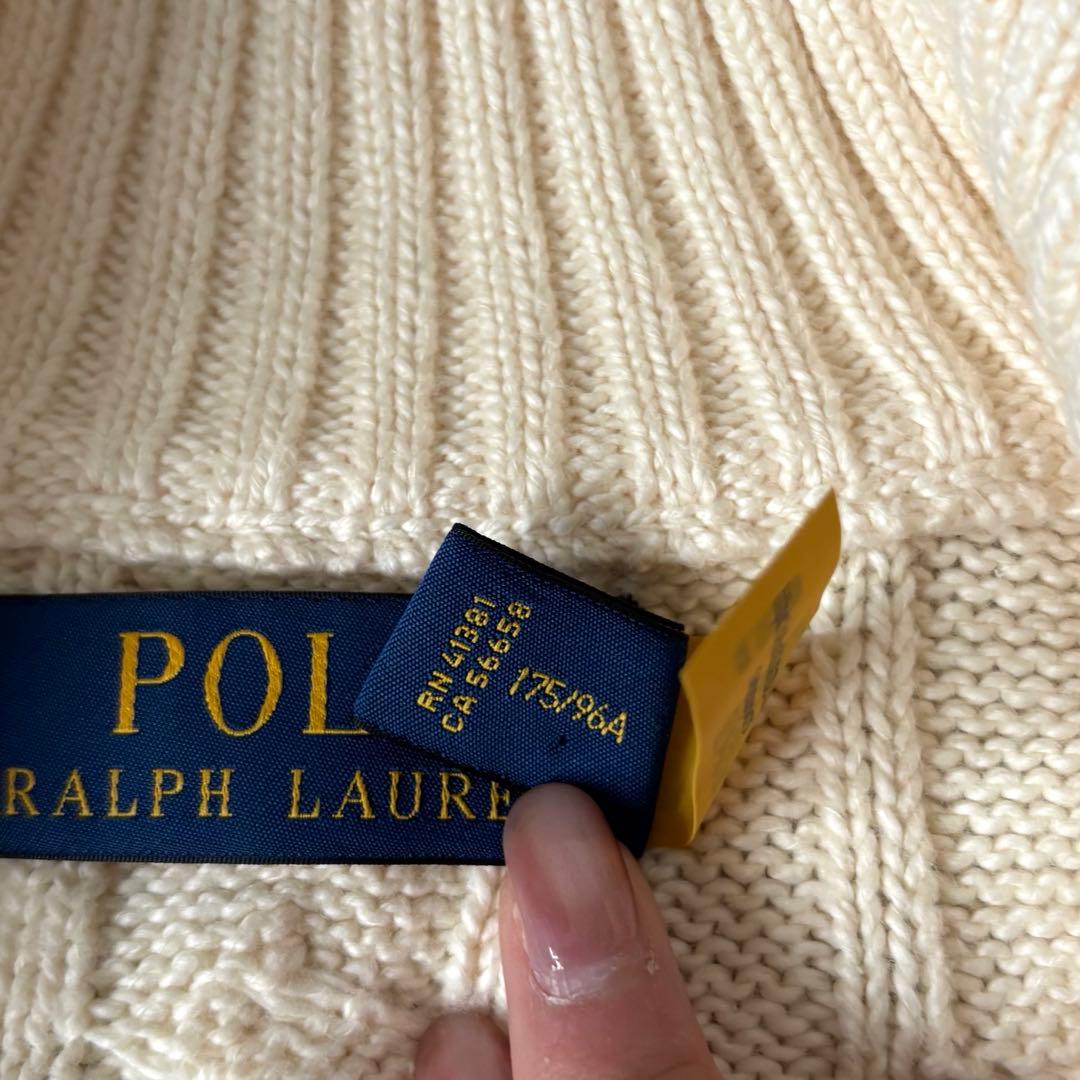 POL
RALPH LAURE
RN 41381
CA 56658
175/96A